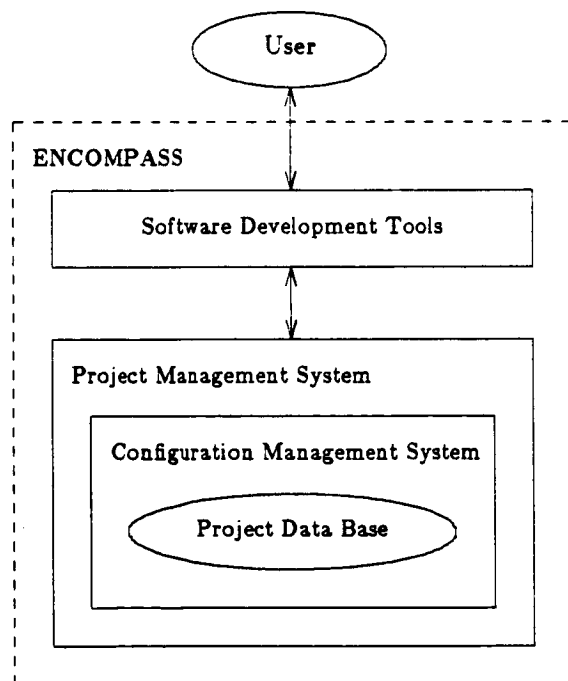 User
ENCOMPASS
Software Development Tools
Project Management System
Configuration Management System
Project Data Base